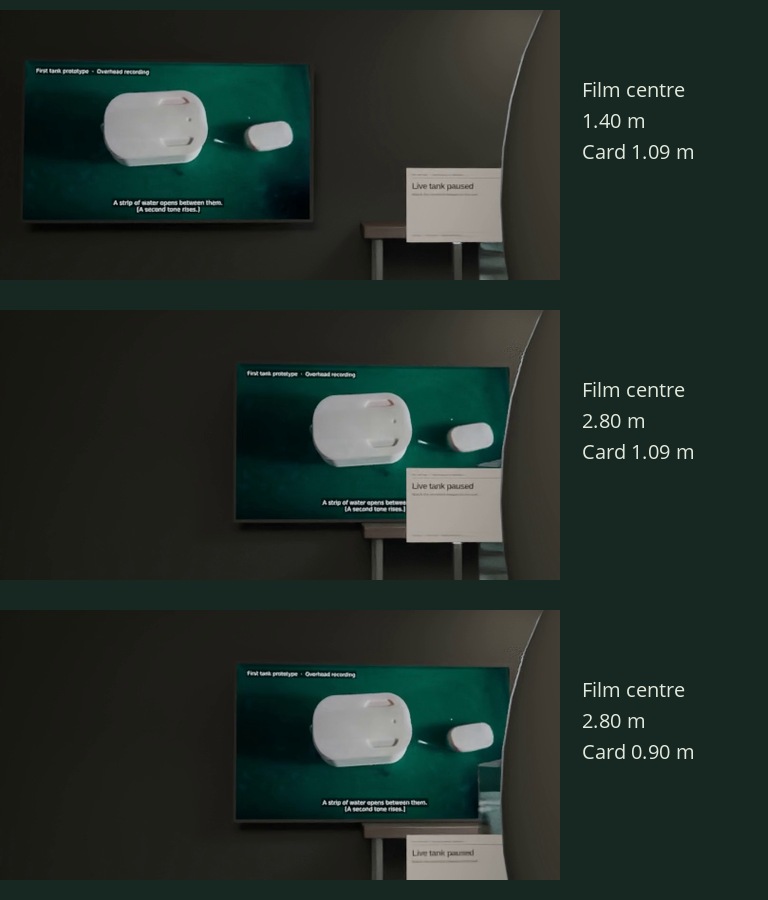 First tank prototype · Overhead recording
A strip of water opens between them.
[A second tone rises.]
Live tank paused
Film centre
1.40 m
Card 1.09 m
First tank prototype · Overhead recording
A strip of water opens betwee
[A second tone rises.]
Live tank paused
Film centre
2.80 m
Card 1.09 m
First tank prototype · Overhead recording
A strip of water opens between them.
[A second tone rises.]
Live tank paused
Film centre
2.80 m
Card 0.90 m